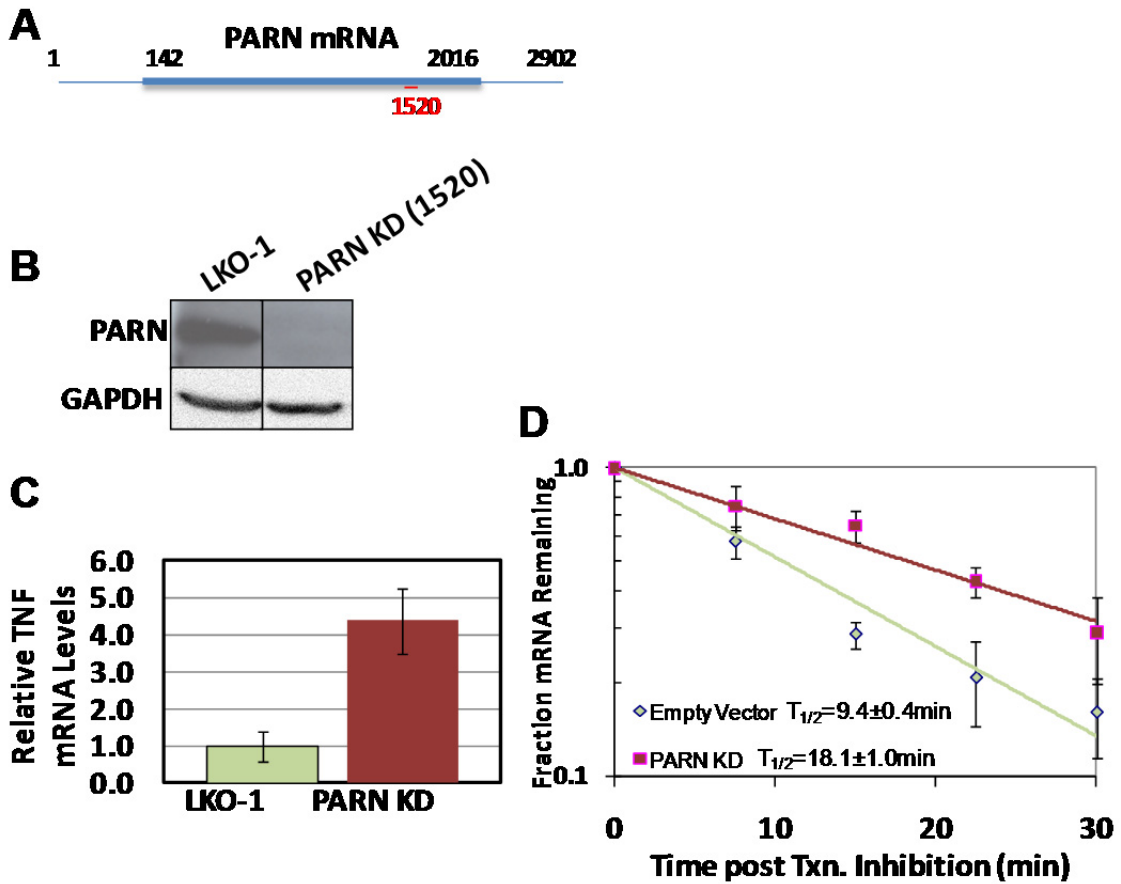 A
PARN mRNA
1 142 2016 2902
1520
B
LKO-1 PARN KD (1520)
PARN
GAPDH
C
Relative TNF
mRNA Levels
6.0
5.0
4.0
3.0
2.0
1.0
0.0
LKO-1 PARN KD
D
Fraction mRNA Remaining
1.0
0.1
Empty Vector T1/2=9.4±0.4min
PARN KD T1/2=18.1±1.0min
0 10 20 30
Time post Txn. Inhibition (min)